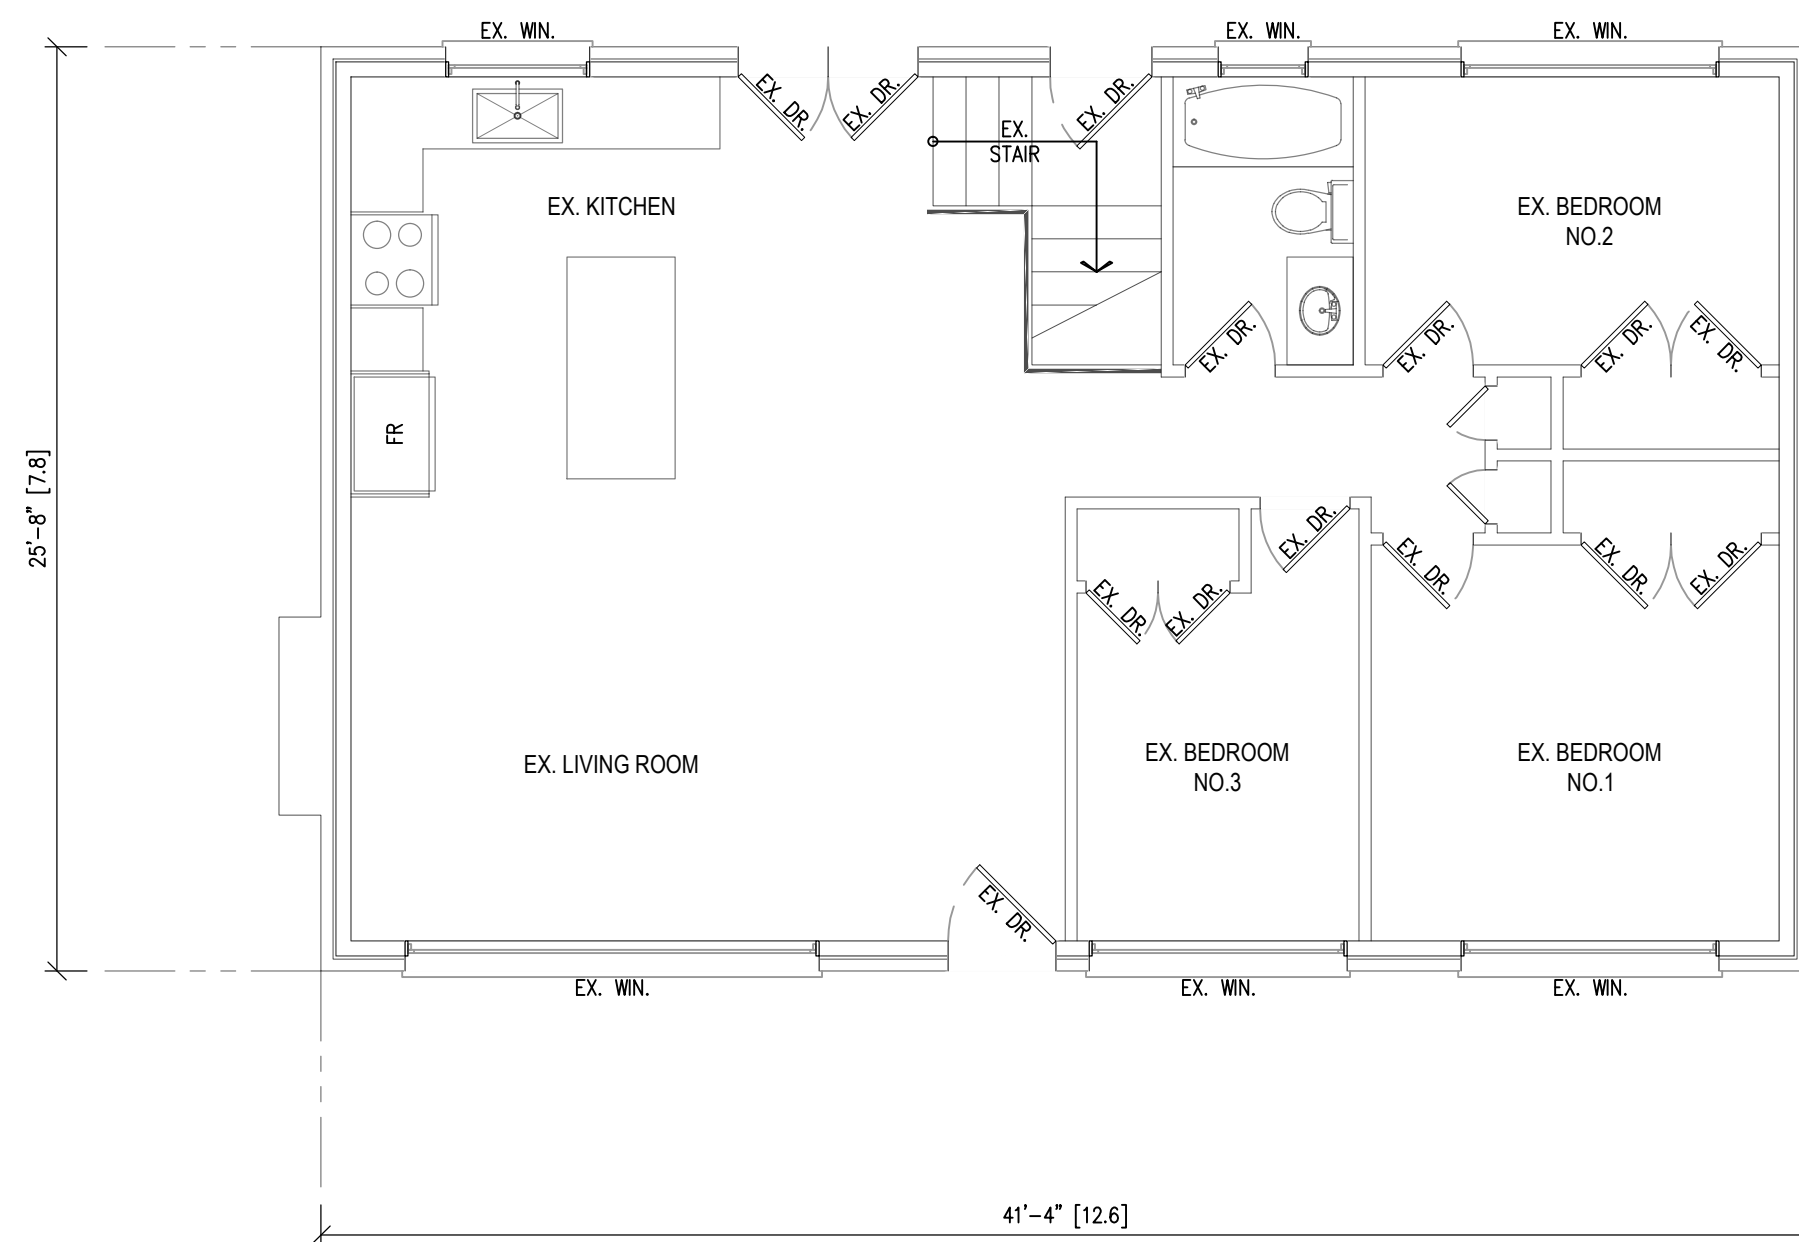 EX. WIN.
EX. WIN.
EX. WIN.
EX. DR.
EX. DR.
EX. DR.
EX.
STAIR
EX. KITCHEN
EX. BEDROOM
NO.2
EX. DR.
EX. DR.
EX. DR.
EX. DR.
FR
25'-8" [7.8]
EX. DR.
EX. DR.
EX. DR.
EX. DR.
EX. DR.
EX. DR.
EX. LIVING ROOM
EX. BEDROOM
NO.3
EX. BEDROOM
NO.1
EX. DR.
EX. WIN.
EX. WIN.
EX. WIN.
41'-4" [12.6]